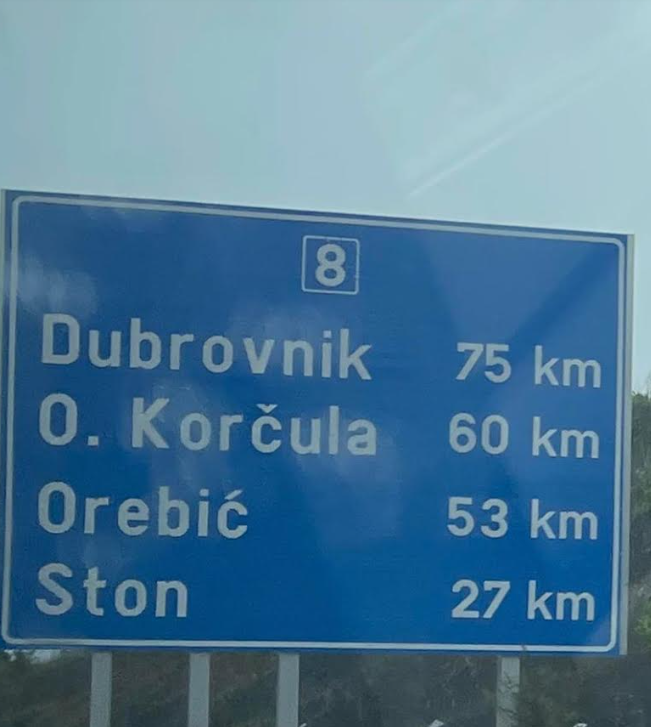 8
Dubrovnik 75 km
O. Korčula 60 km
Orebić 53 km
Ston 27 km